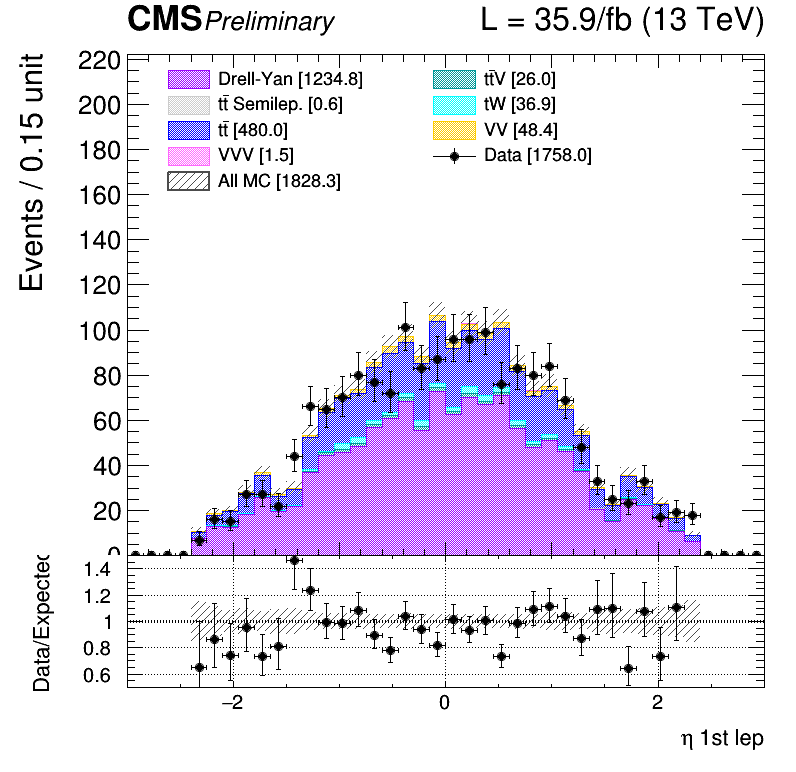 CMS Preliminary L = 35.9/fb (13 TeV)
Events / 0.15 unit
220
200
180
160
140
120
100
80
60
40
20
0
Drell-Yan [1234.8]
tt̄ Semilep. [0.6]
tt̄ [480.0]
VVV [1.5]
All MC [1828.3]
tt̄V [26.0]
tW [36.9]
VV [48.4]
Data [1758.0]
Data/Expected
1.4
1.2
1
0.8
0.6
−2 0 2
η 1st lep